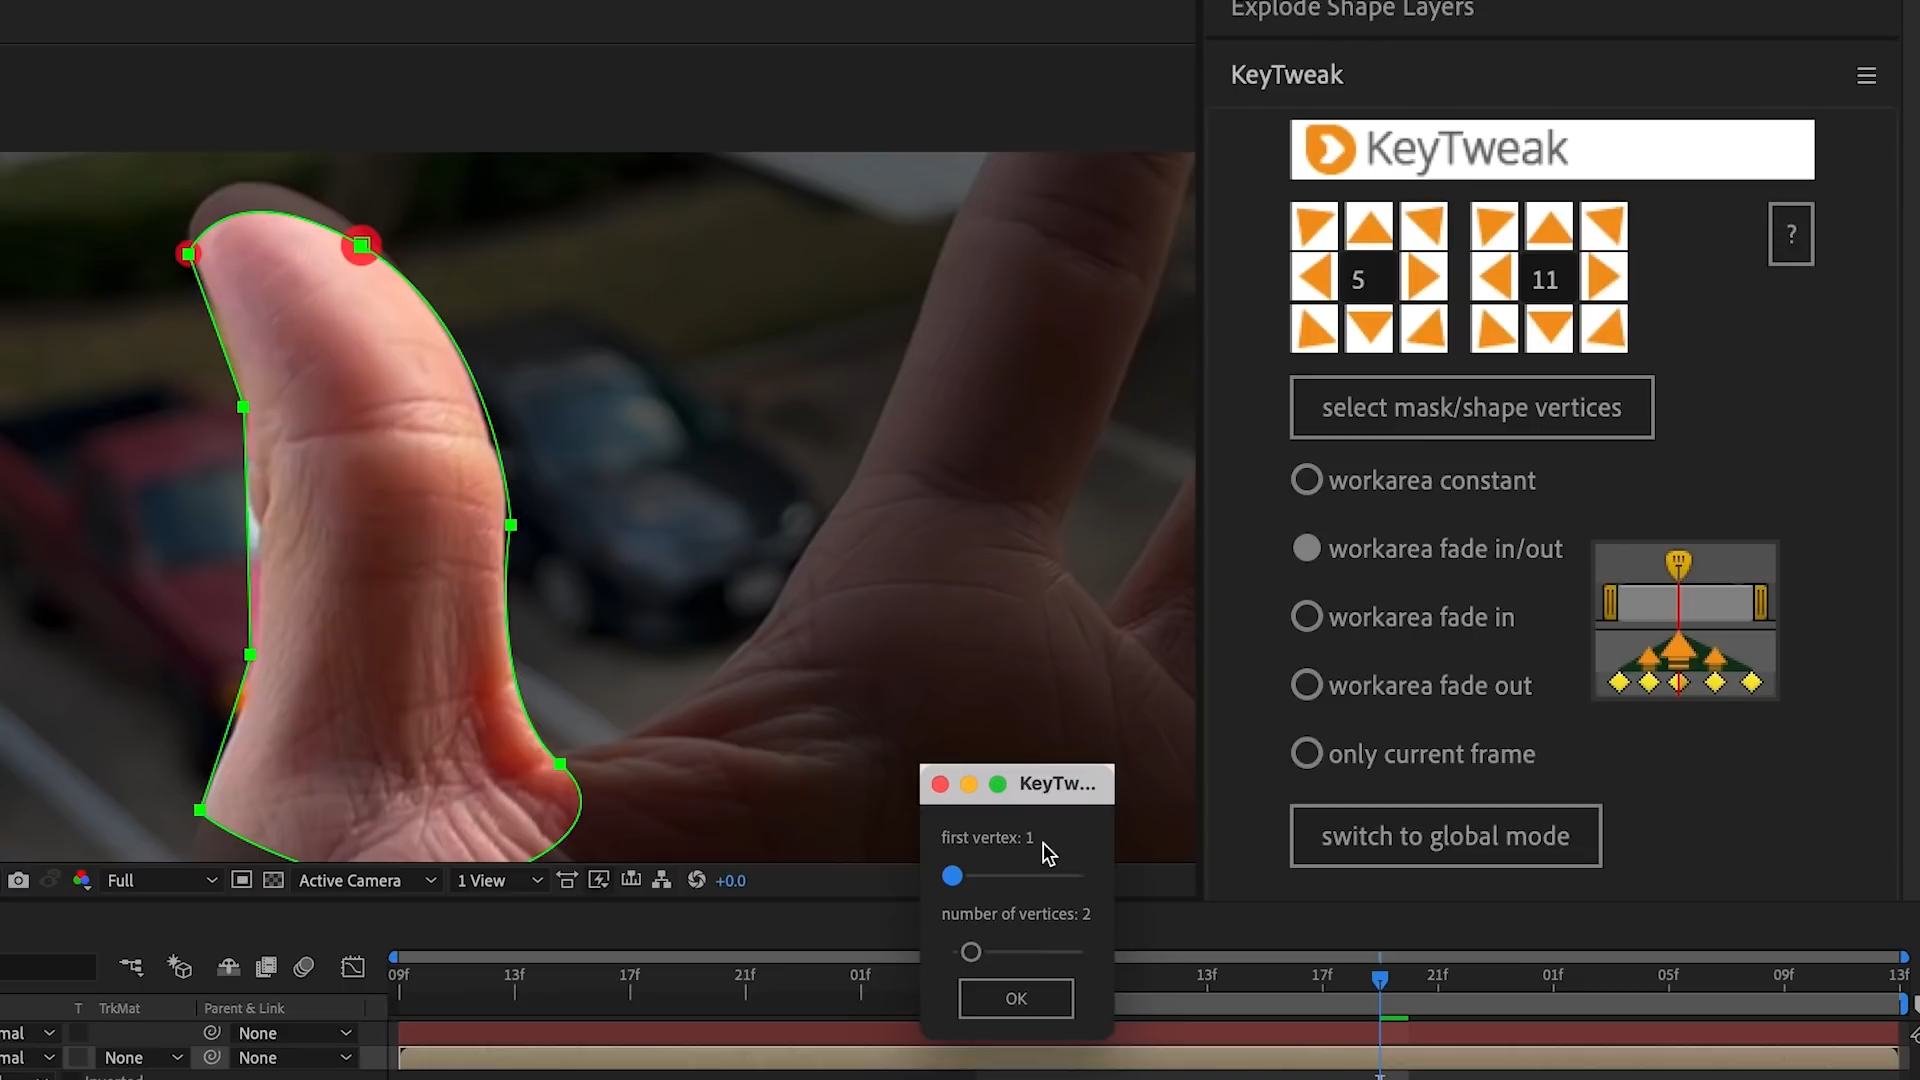 Explode Shape Layers
KeyTweak
KeyTweak
5
11
?
select mask/shape vertices
workarea constant
workarea fade in/out
workarea fade in
workarea fade out
only current frame
switch to global mode
KeyTw...
first vertex: 1
number of vertices: 2
OK
Full
Active Camera
1 View
+0.0
09f 13f 17f 21f 01f 13f 17f 21f 01f 05f 09f 13f
T TrkMat Parent & Link
mal None
mal None None